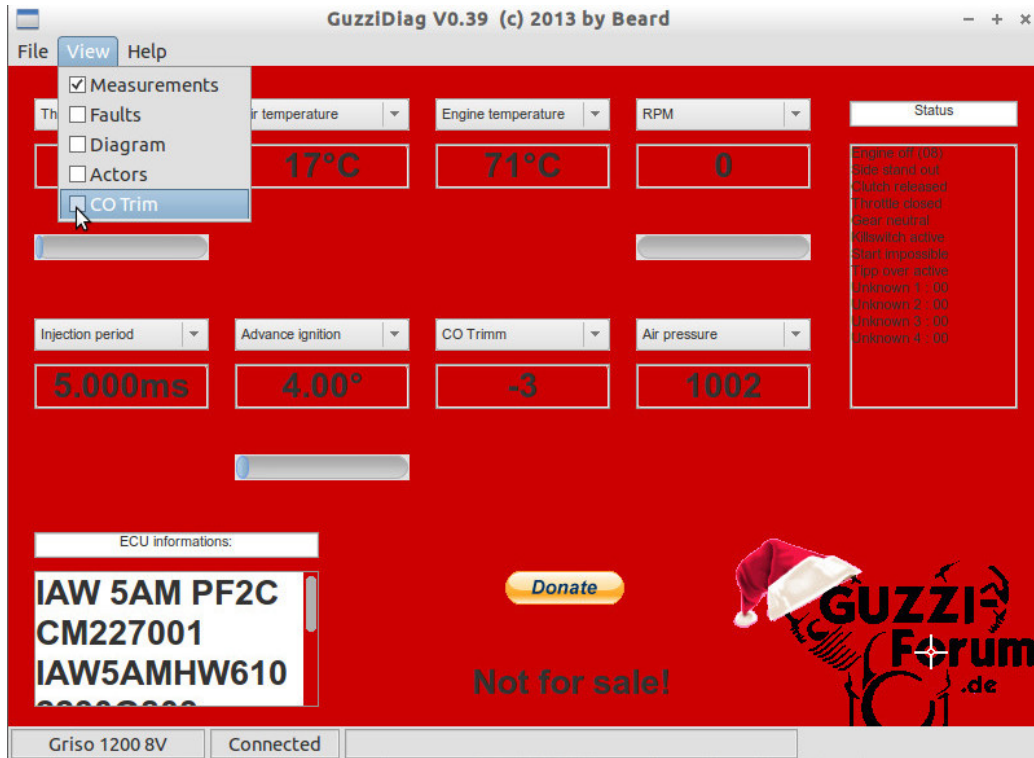 GuzziDiag V0.39 (c) 2013 by Beard
File View Help
Measurements
Faults
Diagram
Actors
CO Trim
Th
ir temperature
Engine temperature
RPM
Status
17°C
71°C
0
Engine off (08)
Side stand out
Clutch released
Throttle closed
Gear neutral
Killswitch active
Start impossible
Tipp over active
Unknown 1 : 00
Unknown 2 : 00
Unknown 3 : 00
Unknown 4 : 00
Injection period
Advance ignition
CO Trimm
Air pressure
5.000ms
4.00°
-3
1002
ECU informations:
IAW 5AM PF2C
CM227001
IAW5AMHW610
Donate
Not for sale!
GUZZI
Forum
.de
Griso 1200 8V
Connected